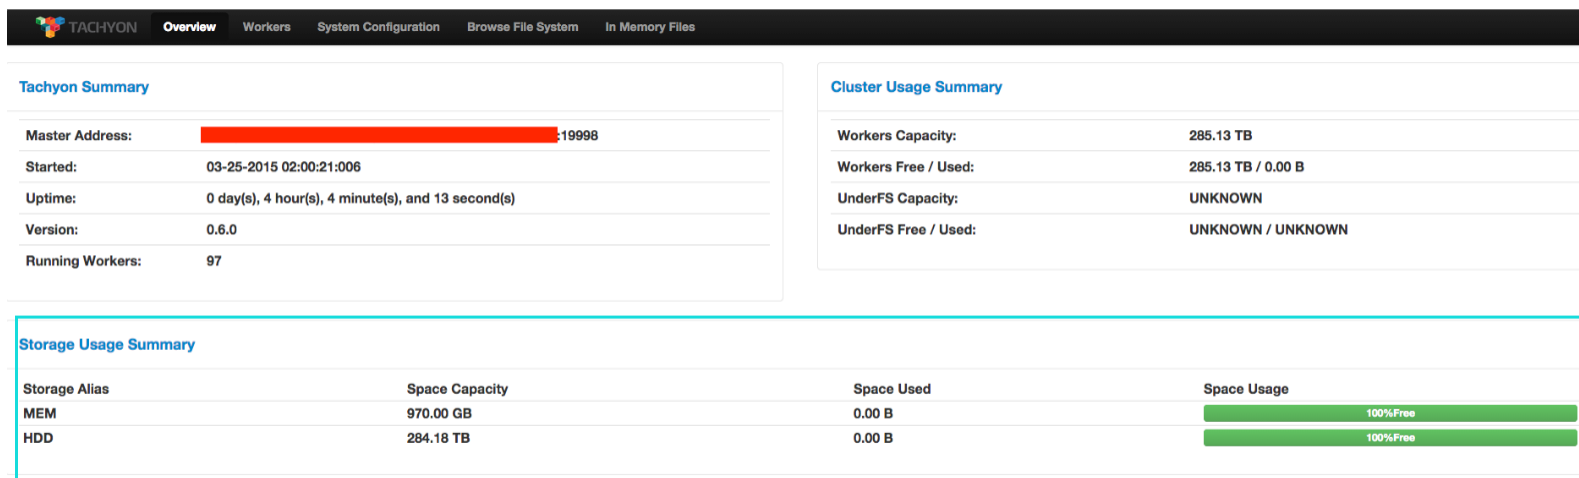 TACHYON Overview Workers System Configuration Browse File System In Memory Files
Tachyon Summary
Master Address: :19998
Started: 03-25-2015 02:00:21:006
Uptime: 0 day(s), 4 hour(s), 4 minute(s), and 13 second(s)
Version: 0.6.0
Running Workers: 97
Cluster Usage Summary
Workers Capacity: 285.13 TB
Workers Free / Used: 285.13 TB / 0.00 B
UnderFS Capacity: UNKNOWN
UnderFS Free / Used: UNKNOWN / UNKNOWN
Storage Usage Summary
Storage Alias Space Capacity Space Used Space Usage
MEM 970.00 GB 0.00 B 100%Free
HDD 284.18 TB 0.00 B 100%Free